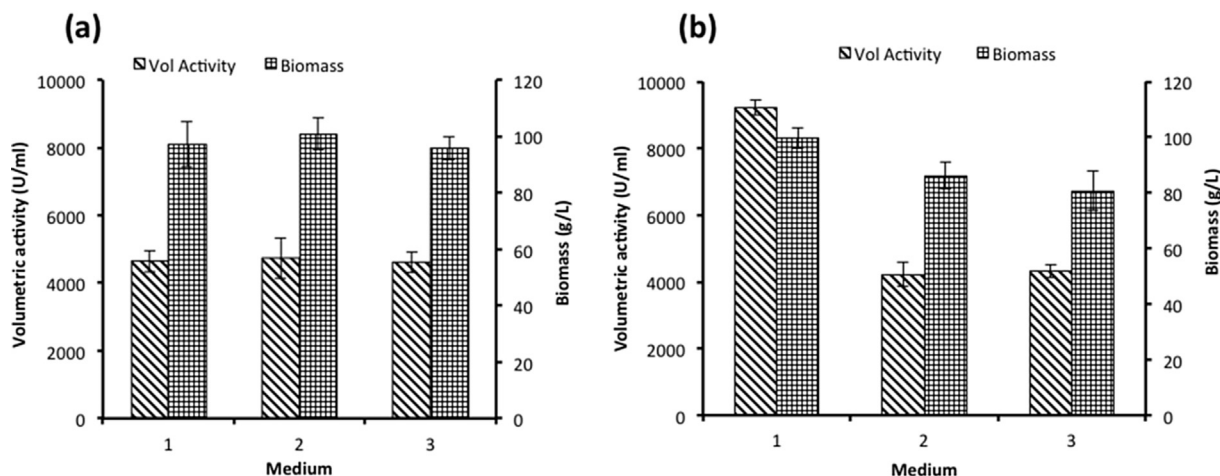 (a)
Vol Activity Biomass
10000
8000
6000
4000
2000
0
Volumetric activity (U/ml)
120
100
80
60
40
20
0
Biomass (g/L)
1 2 3
Medium
(b)
Vol Activity Biomass
10000
8000
6000
4000
2000
0
Volumetric activity (U/ml)
120
100
80
60
40
20
0
Biomass (g/L)
1 2 3
Medium